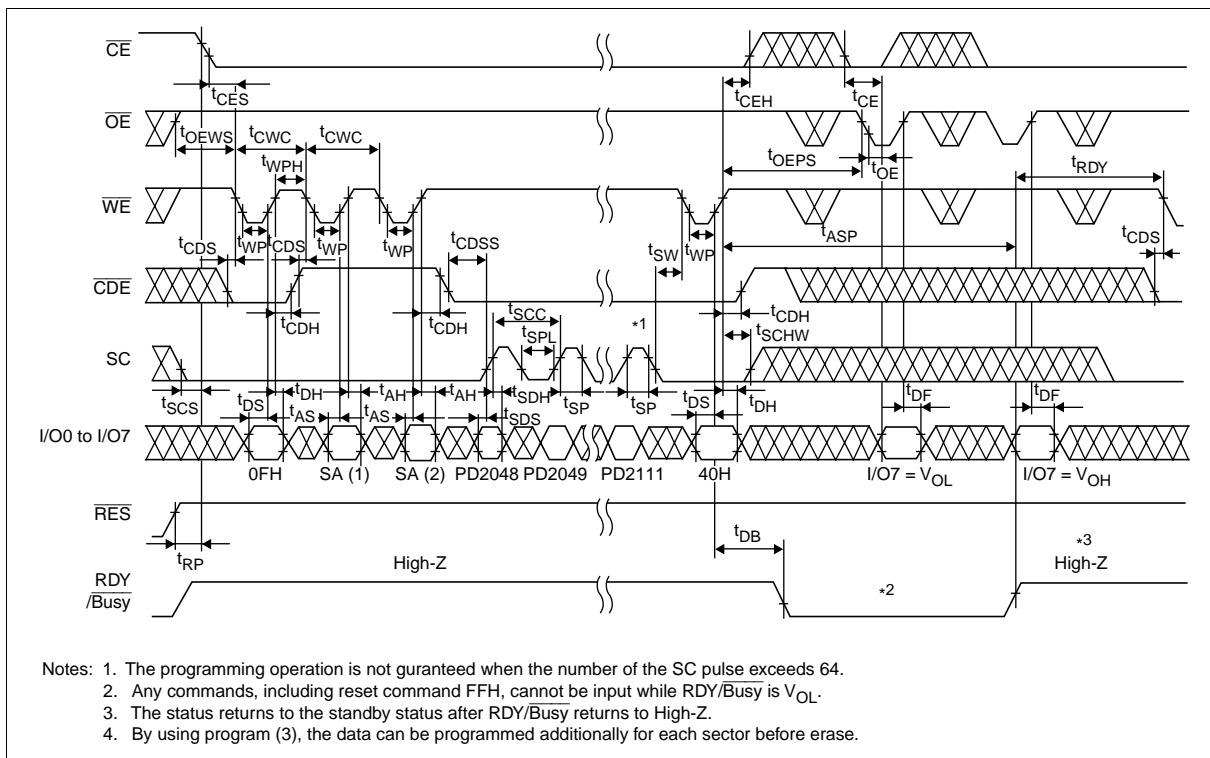 CE
tCES tCEH tCE
OE
tOEWS tCWC tCWC
tWPH tOEPS tOE tRDY
WE
tCDS tWP tCDS tWP tWP tCDSS tSW tWP tASP tCDS
CDE
tCDH tCDH tSCC tSPL *1 tCDH tSCHW
SC
tSCS tDS tDH tAS tAH tAS tAH tSDH tSDS tSP tSP tDS tDH tDF tDF
I/O0 to I/O7
0FH SA (1) SA (2) PD2048 PD2049 PD2111 40H I/O7 = VOL I/O7 = VOH
RES
tRP High-Z tDB *3
High-Z
RDY
/Busy *2
Notes: 1. The programming operation is not guranteed when the number of the SC pulse exceeds 64.
2. Any commands, including reset command FFH, cannot be input while RDY/Busy is VOL.
3. The status returns to the standby status after RDY/Busy returns to High-Z.
4. By using program (3), the data can be programmed additionally for each sector before erase.